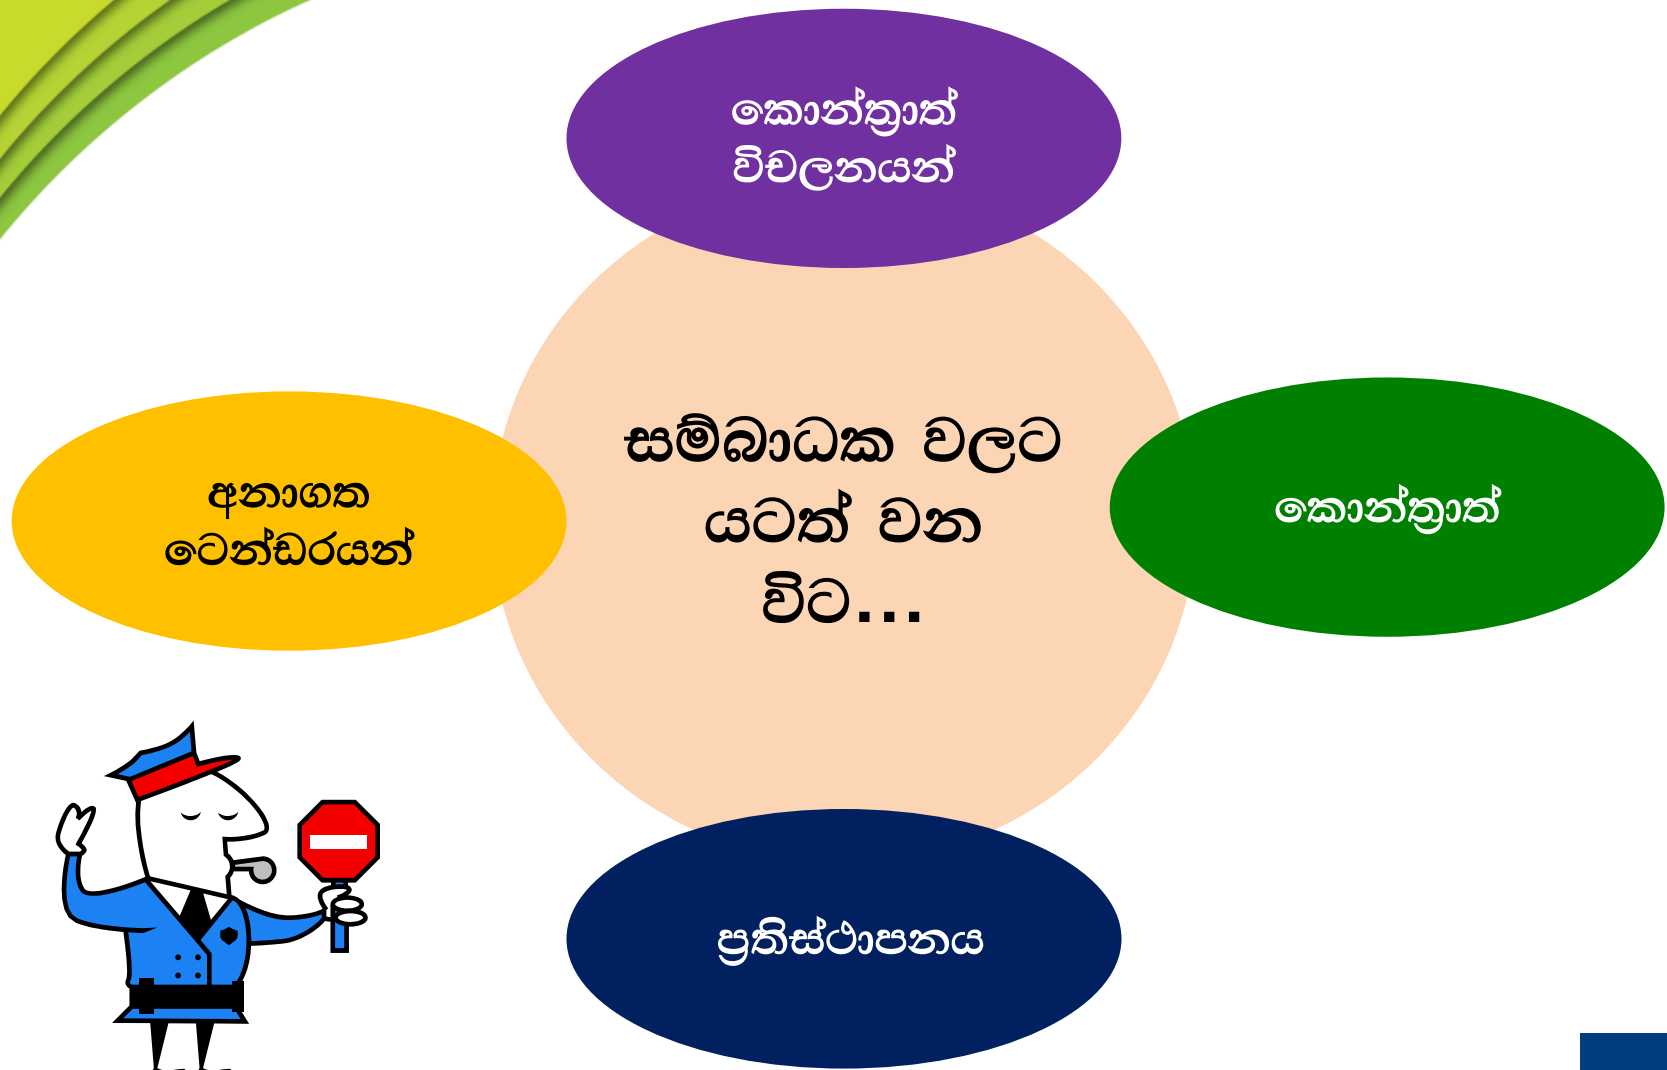 කොන්ත්‍රාත්
විචලනයන්
සම්බාධක වලට
යටත් වන
විට...
අනාගත
ටෙන්ඩරයන්
කොන්ත්‍රාත්
ප්‍රතිස්ථාපනය